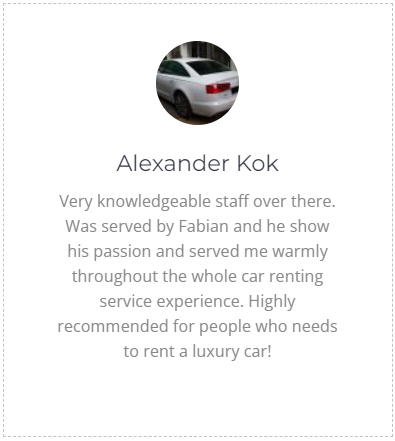 Alexander Kok
Very knowledgeable staff over there.
Was served by Fabian and he show
his passion and served me warmly
throughout the whole car renting
service experience. Highly
recommended for people who needs
to rent a luxury car!